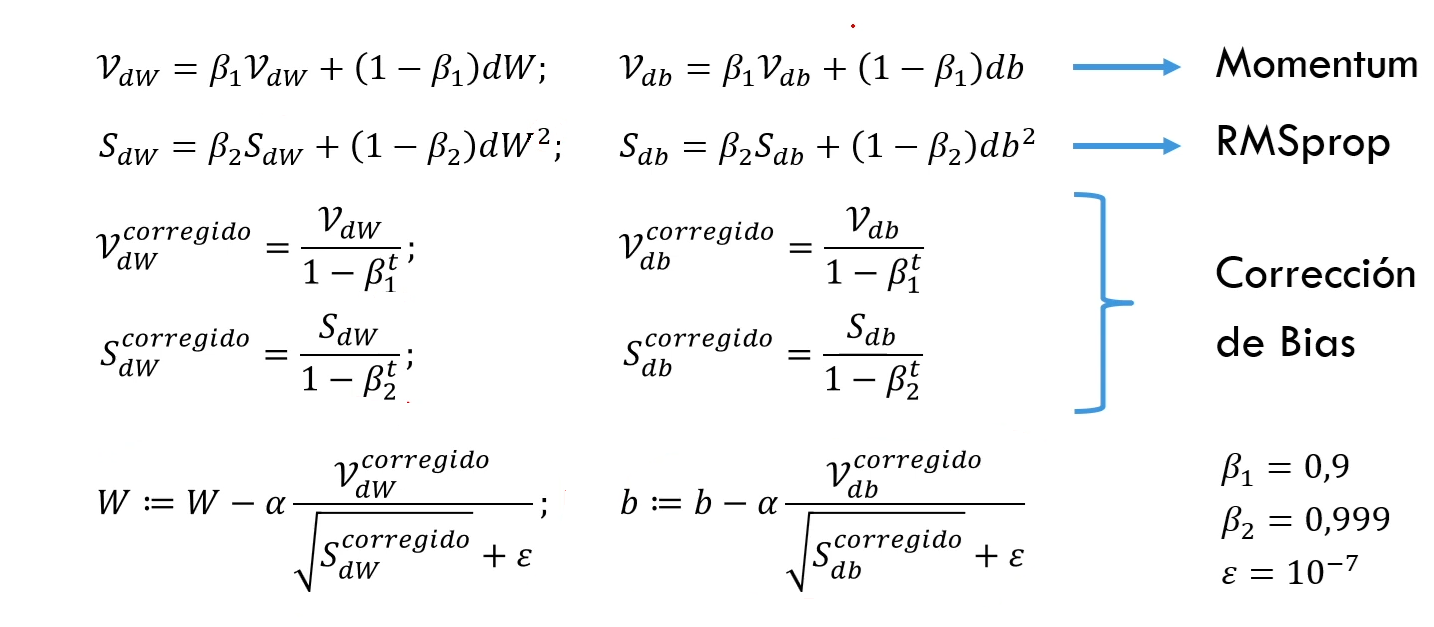 𝒱_dW = β₁𝒱_dW + (1 − β₁)dW; 𝒱_db = β₁𝒱_db + (1 − β₁)db Momentum
S_dW = β₂S_dW + (1 − β₂)dW²; S_db = β₂S_db + (1 − β₂)db² RMSprop
𝒱_dW^corregido = 𝒱_dW / (1 − β₁^t); 𝒱_db^corregido = 𝒱_db / (1 − β₁^t)
S_dW^corregido = S_dW / (1 − β₂^t); S_db^corregido = S_db / (1 − β₂^t)
Corrección
de Bias
W ≔ W − α 𝒱_dW^corregido / (√(S_dW^corregido) + ε); b ≔ b − α 𝒱_db^corregido / (√(S_db^corregido) + ε)
β₁ = 0,9
β₂ = 0,999
ε = 10⁻⁷